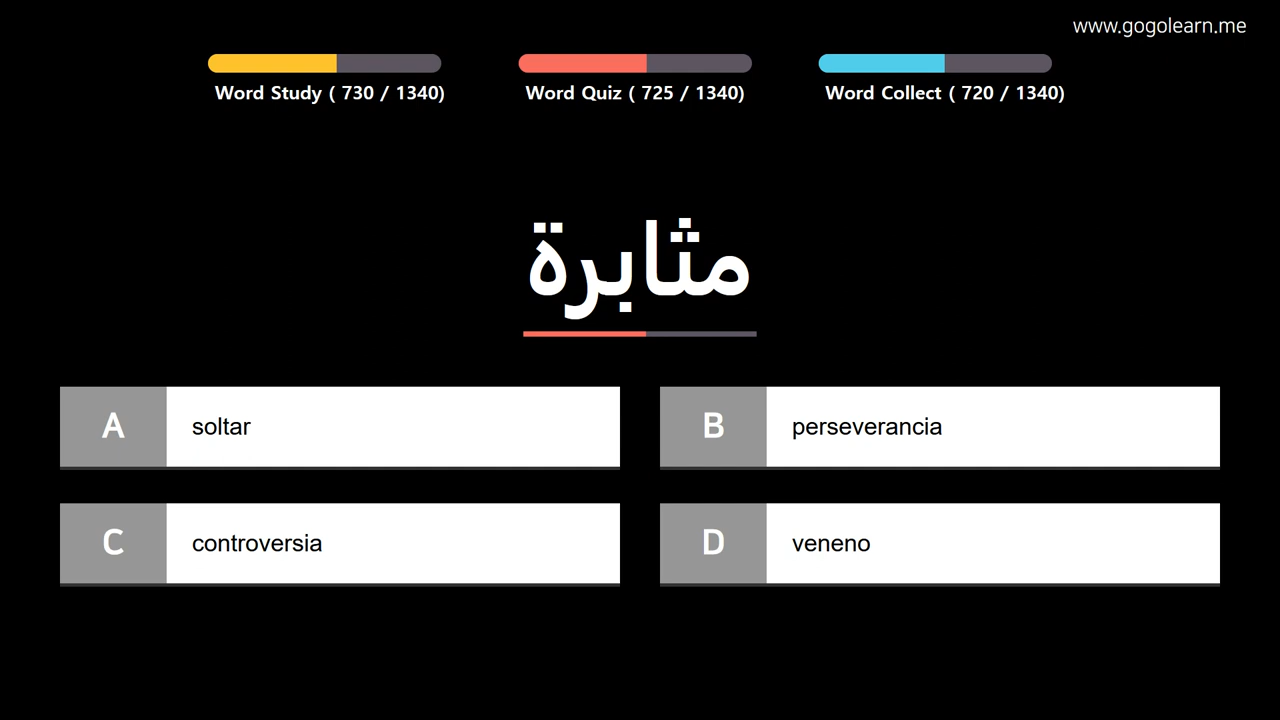 www.gogolearn.me
Word Study ( 730 / 1340)
Word Quiz ( 725 / 1340)
Word Collect ( 720 / 1340)
مثابرة
A soltar
B perseverancia
C controversia
D veneno